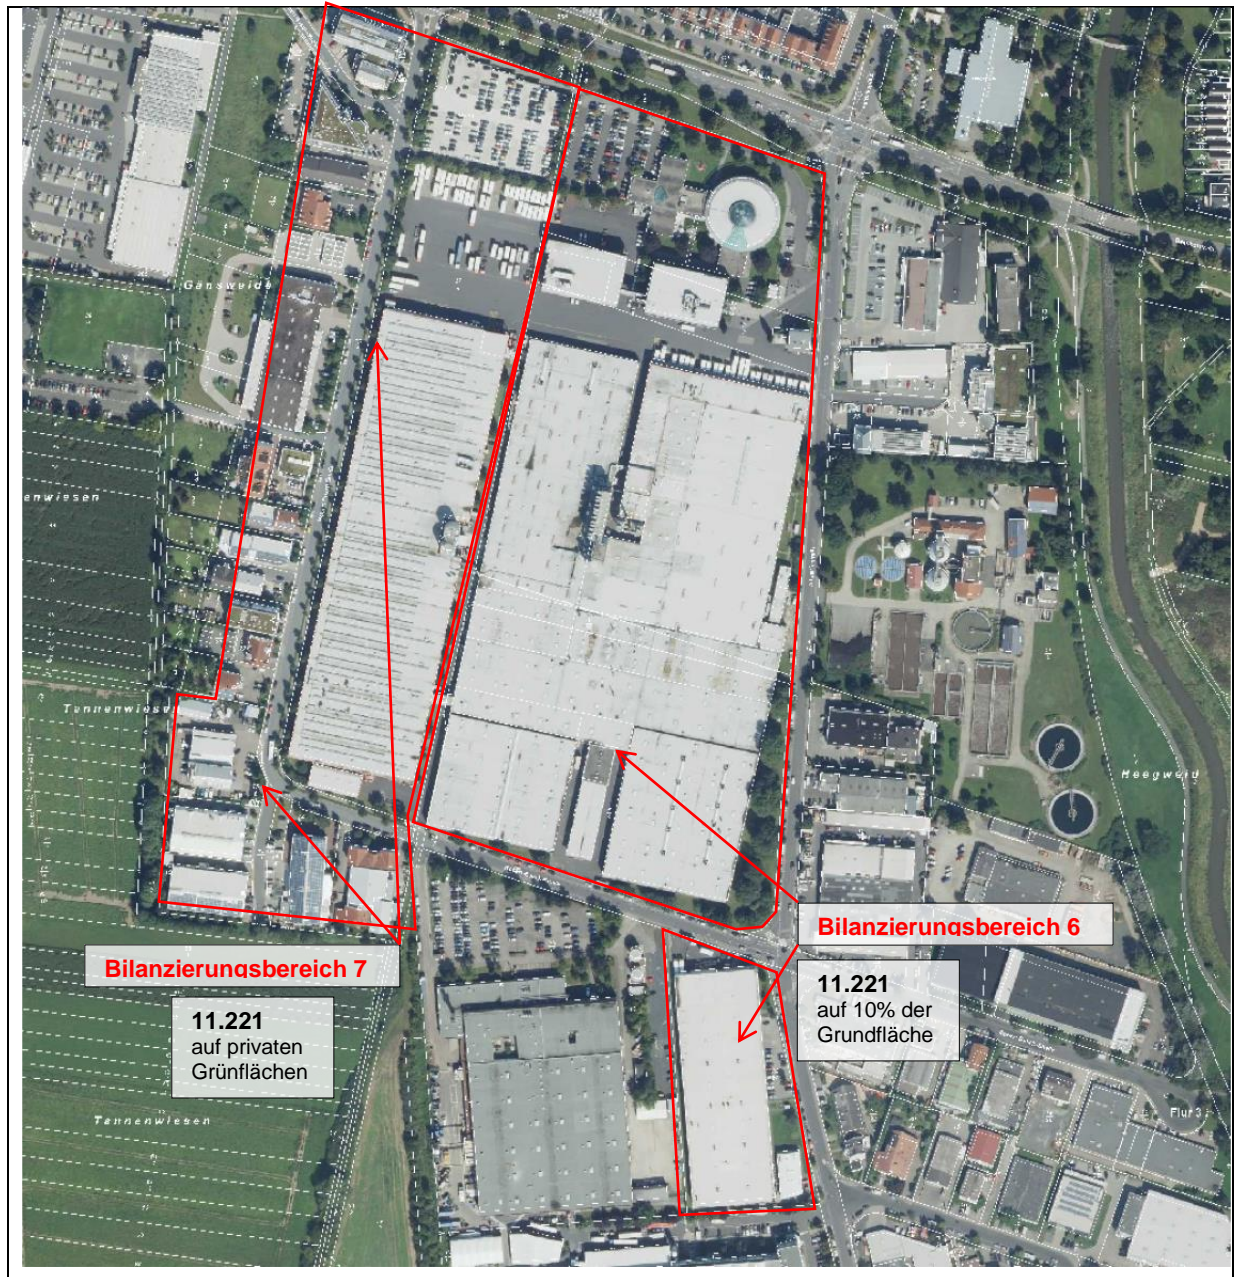 Gansweide
enwiesen
Tannenwiesen
Heegweid
Bilanzierungsbereich 6
Bilanzierungsbereich 7
11.221
auf 10% der
Grundfläche
11.221
auf privaten
Grünflächen
Tannenwiesen
Flur 3